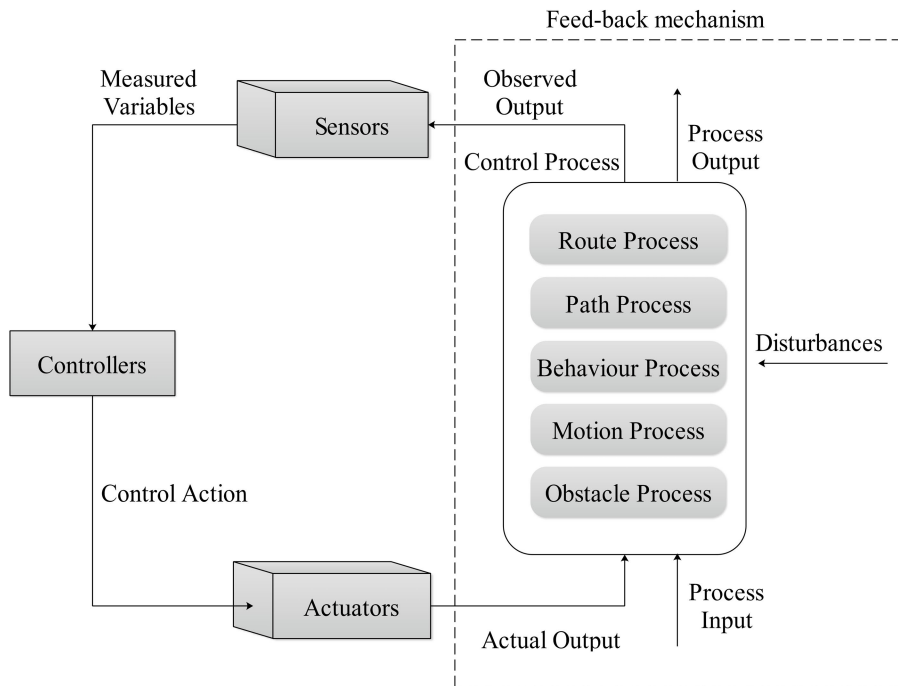 Feed-back mechanism
Measured
Variables
Sensors
Observed
Output
Control Process
Process
Output
Route Process
Path Process
Behaviour Process
Motion Process
Obstacle Process
Disturbances
Controllers
Control Action
Actuators
Actual Output
Process
Input